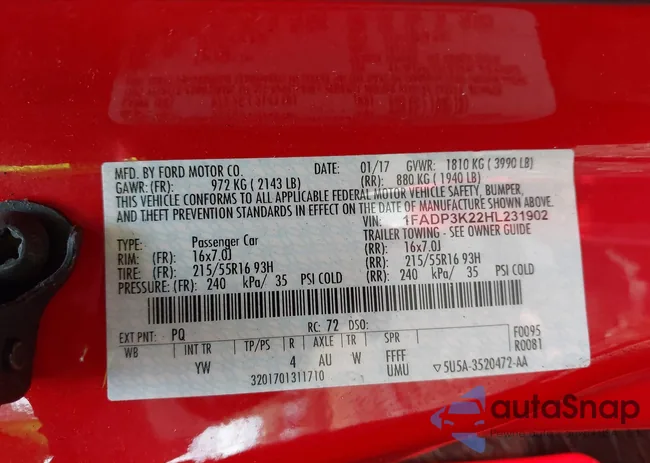 MFD. BY FORD MOTOR CO. DATE: 01/17 GVWR: 1810 KG ( 3990 LB)
GAWR: (FR): 972 KG ( 2143 LB) (RR): 880 KG ( 1940 LB)
THIS VEHICLE CONFORMS TO ALL APPLICABLE FEDERAL MOTOR VEHICLE SAFETY, BUMPER,
AND THEFT PREVENTION STANDARDS IN EFFECT ON THE DATE OF MANUFACTURE SHOWN ABOVE.
VIN: 1FADP3K22HL231902
TYPE: Passenger Car TRAILER TOWING - SEE OWNER GUIDE
RIM: (FR): 16x7.0J (RR): 16x7.0J
TIRE: (FR): 215/55R16 93H (RR): 215/55R16 93H
PRESSURE: (FR): 240 kPa/ 35 PSI COLD (RR): 240 kPa/ 35 PSI COLD
EXT PNT: PQ RC: 72 DSO: F0095
WB INT TR TP/PS R AXLE TR SPR R0081
YW 4 AU W FFFF
3201701311710 UMU ▽5U5A-3520472-AA
autaSnap